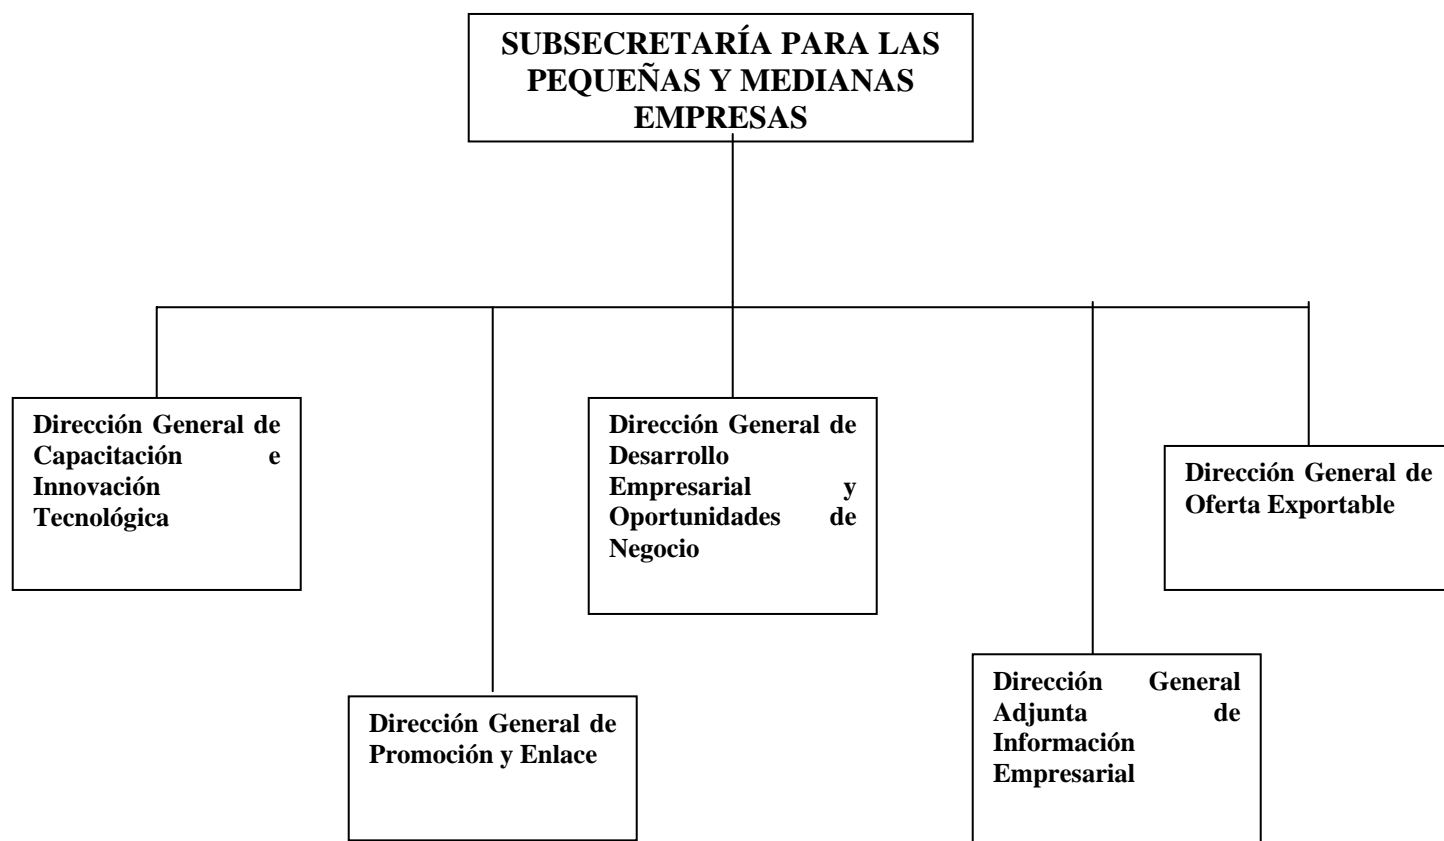 SUBSECRETARÍA PARA LAS
PEQUEÑAS Y MEDIANAS
EMPRESAS
Dirección General de
Capacitación e
Innovación
Tecnológica
Dirección General de
Desarrollo
Empresarial y
Oportunidades de
Negocio
Dirección General de
Oferta Exportable
Dirección General de
Promoción y Enlace
Dirección General
Adjunta de
Información
Empresarial